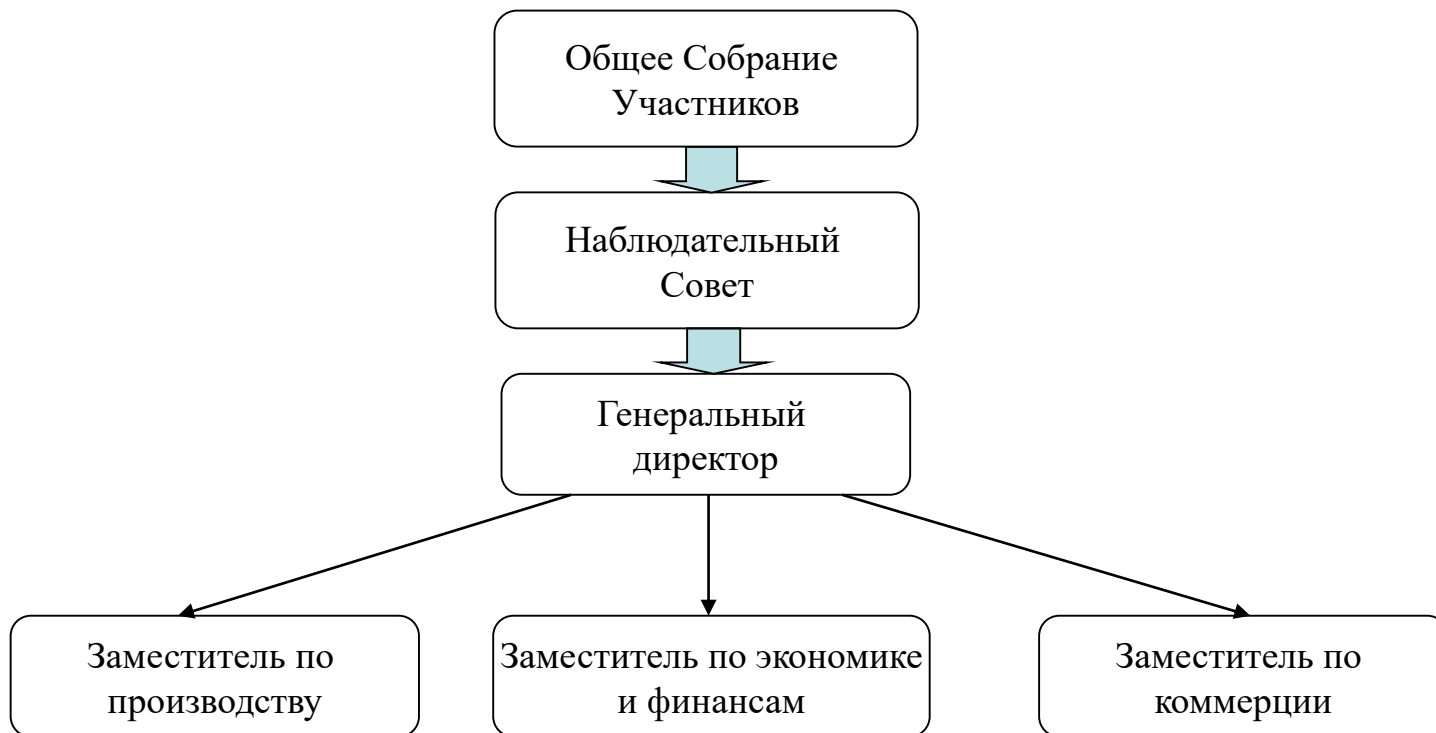 Общее Собрание
Участников
Наблюдательный
Совет
Генеральный
директор
Заместитель по
производству
Заместитель по экономике
и финансам
Заместитель по
коммерции